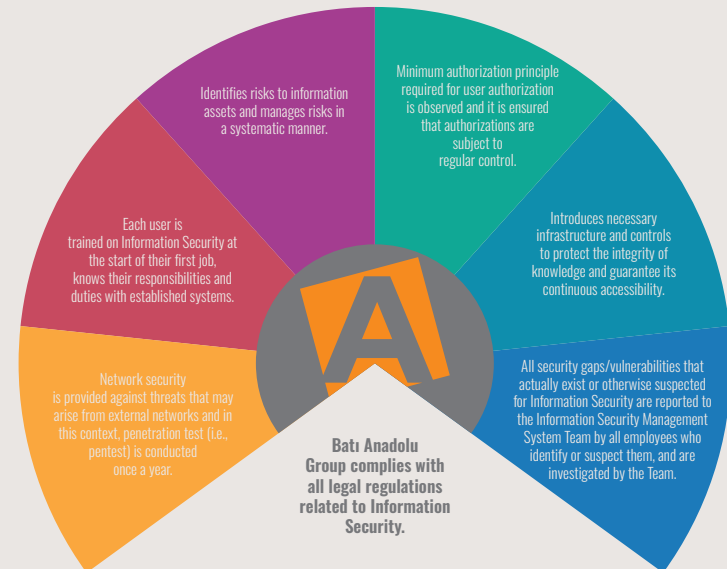 Identifies risks to information
assets and manages risks in
a systematic manner.
Minimum authorization principle
required for user authorization
is observed and it is ensured
that authorizations are
subject to
regular control.
Each user is
trained on Information Security at
the start of their first job,
knows their responsibilities and
duties with established systems.
Introduces necessary
infrastructure and controls
to protect the integrity of
knowledge and guarantee its
continuous accessibility.
Network security
is provided against threats that may
arise from external networks and in
this context, penetration test (i.e.,
pentest) is conducted
once a year.
All security gaps/vulnerabilities that
actually exist or otherwise suspected
for Information Security are reported to
the Information Security Management
System Team by all employees who
identify or suspect them, and are
investigated by the Team.
A
Batı Anadolu
Group complies with
all legal regulations
related to Information
Security.